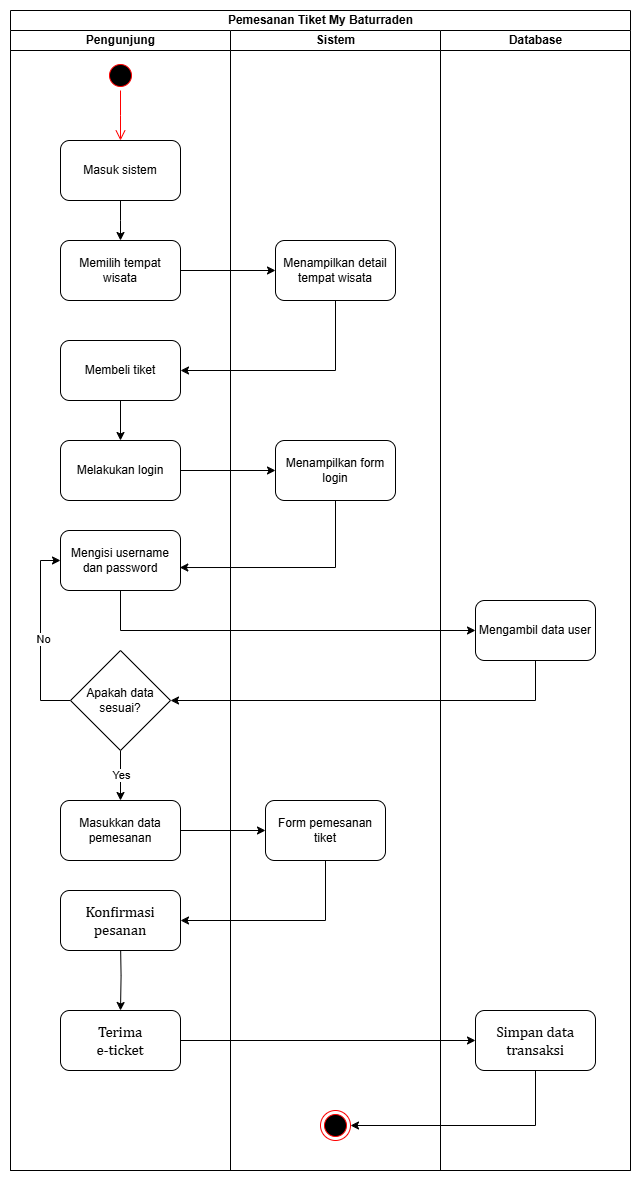 Pemesanan Tiket My Baturraden
Pengunjung
Sistem
Database
Masuk sistem
Memilih tempat
wisata
Menampilkan detail
tempat wisata
Membeli tiket
Melakukan login
Menampilkan form
login
Mengisi username
dan password
Mengambil data user
No
Apakah data
sesuai?
Yes
Masukkan data
pemesanan
Form pemesanan
tiket
Konfirmasi
pesanan
Terima
e-ticket
Simpan data
transaksi